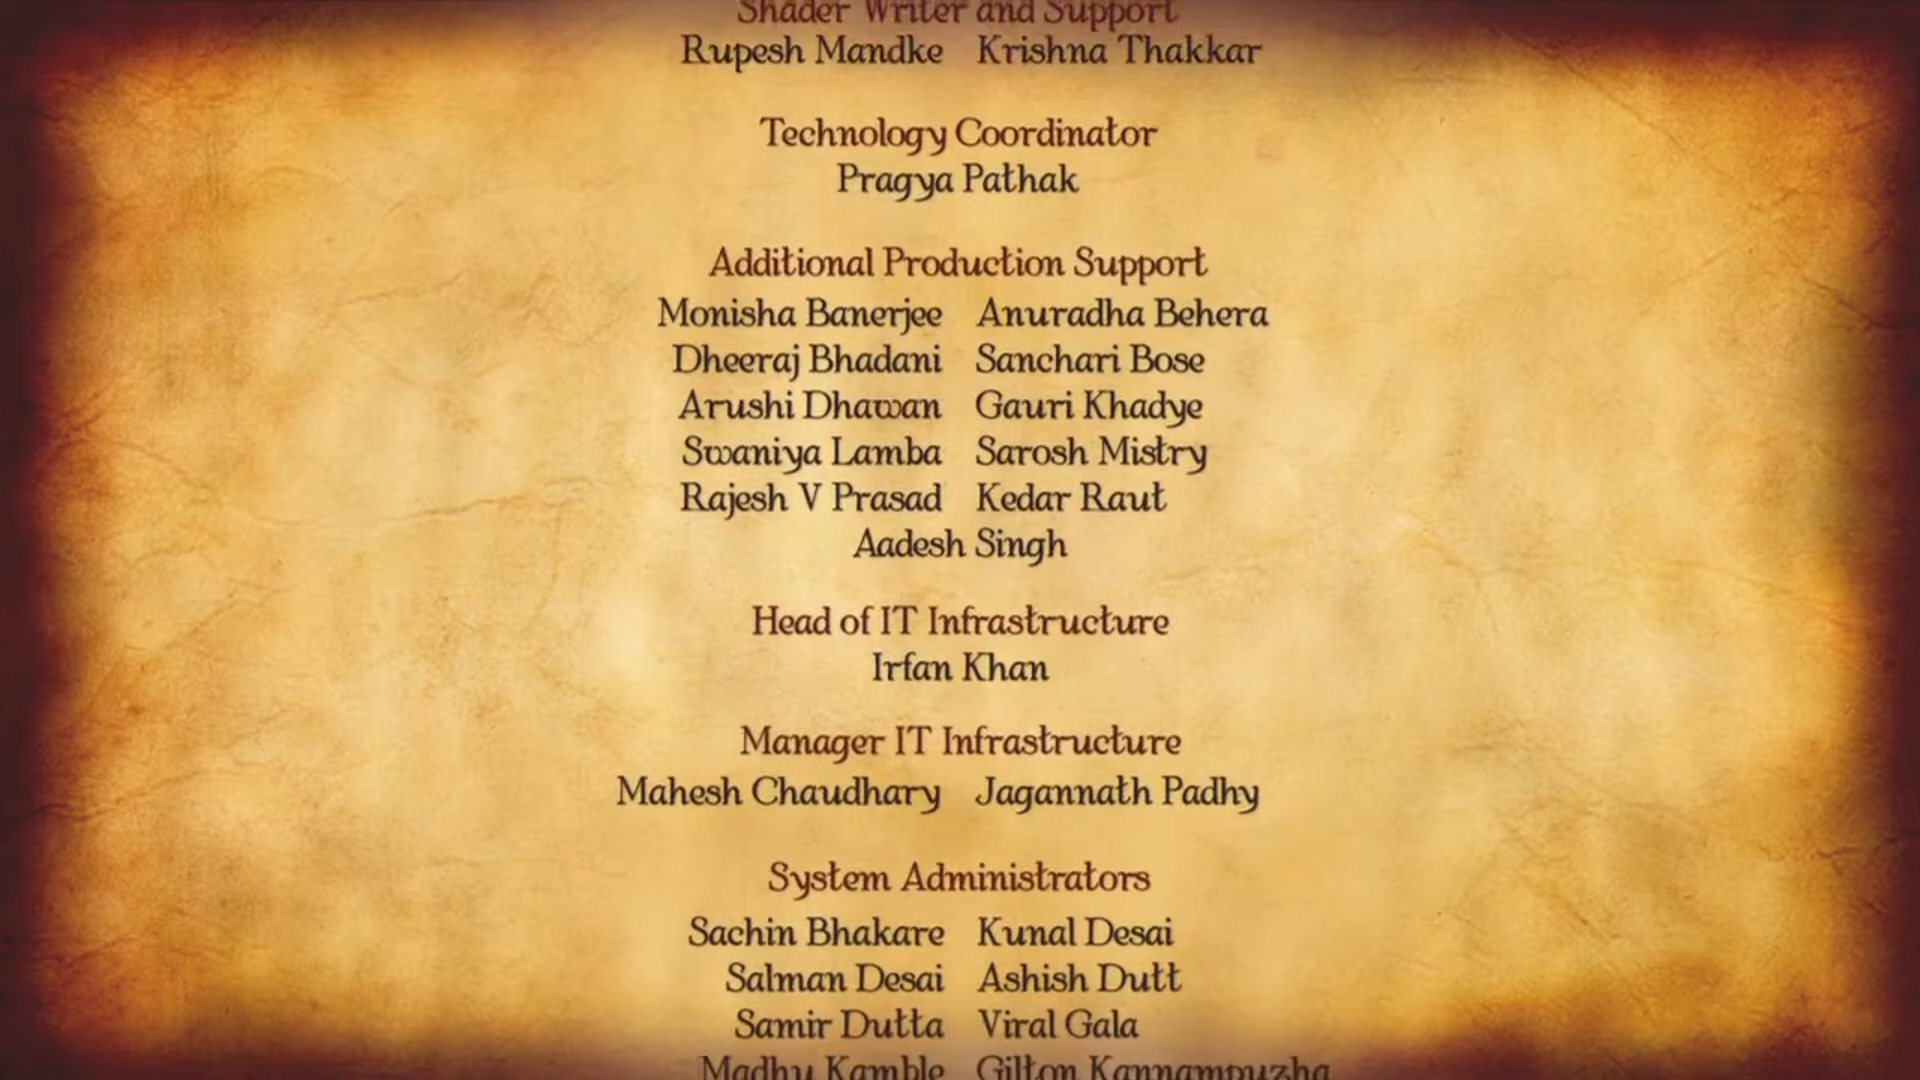 Shader Writer and Support
Rupesh Mandke Krishna Thakkar
Technology Coordinator
Pragya Pathak
Additional Production Support
Monisha Banerjee Anuradha Behera
Dheeraj Bhadani Sanchari Bose
Arushi Dhawan Gauri Khadye
Swaniya Lamba Sarosh Mistry
Rajesh V Prasad Kedar Raut
Aadesh Singh
Head of IT Infrastructure
Irfan Khan
Manager IT Infrastructure
Mahesh Chaudhary Jagannath Padhy
System Administrators
Sachin Bhakare Kunal Desai
Salman Desai Ashish Dutt
Samir Dutta Viral Gala
Madhu Kamble Gilton Kannampuzha